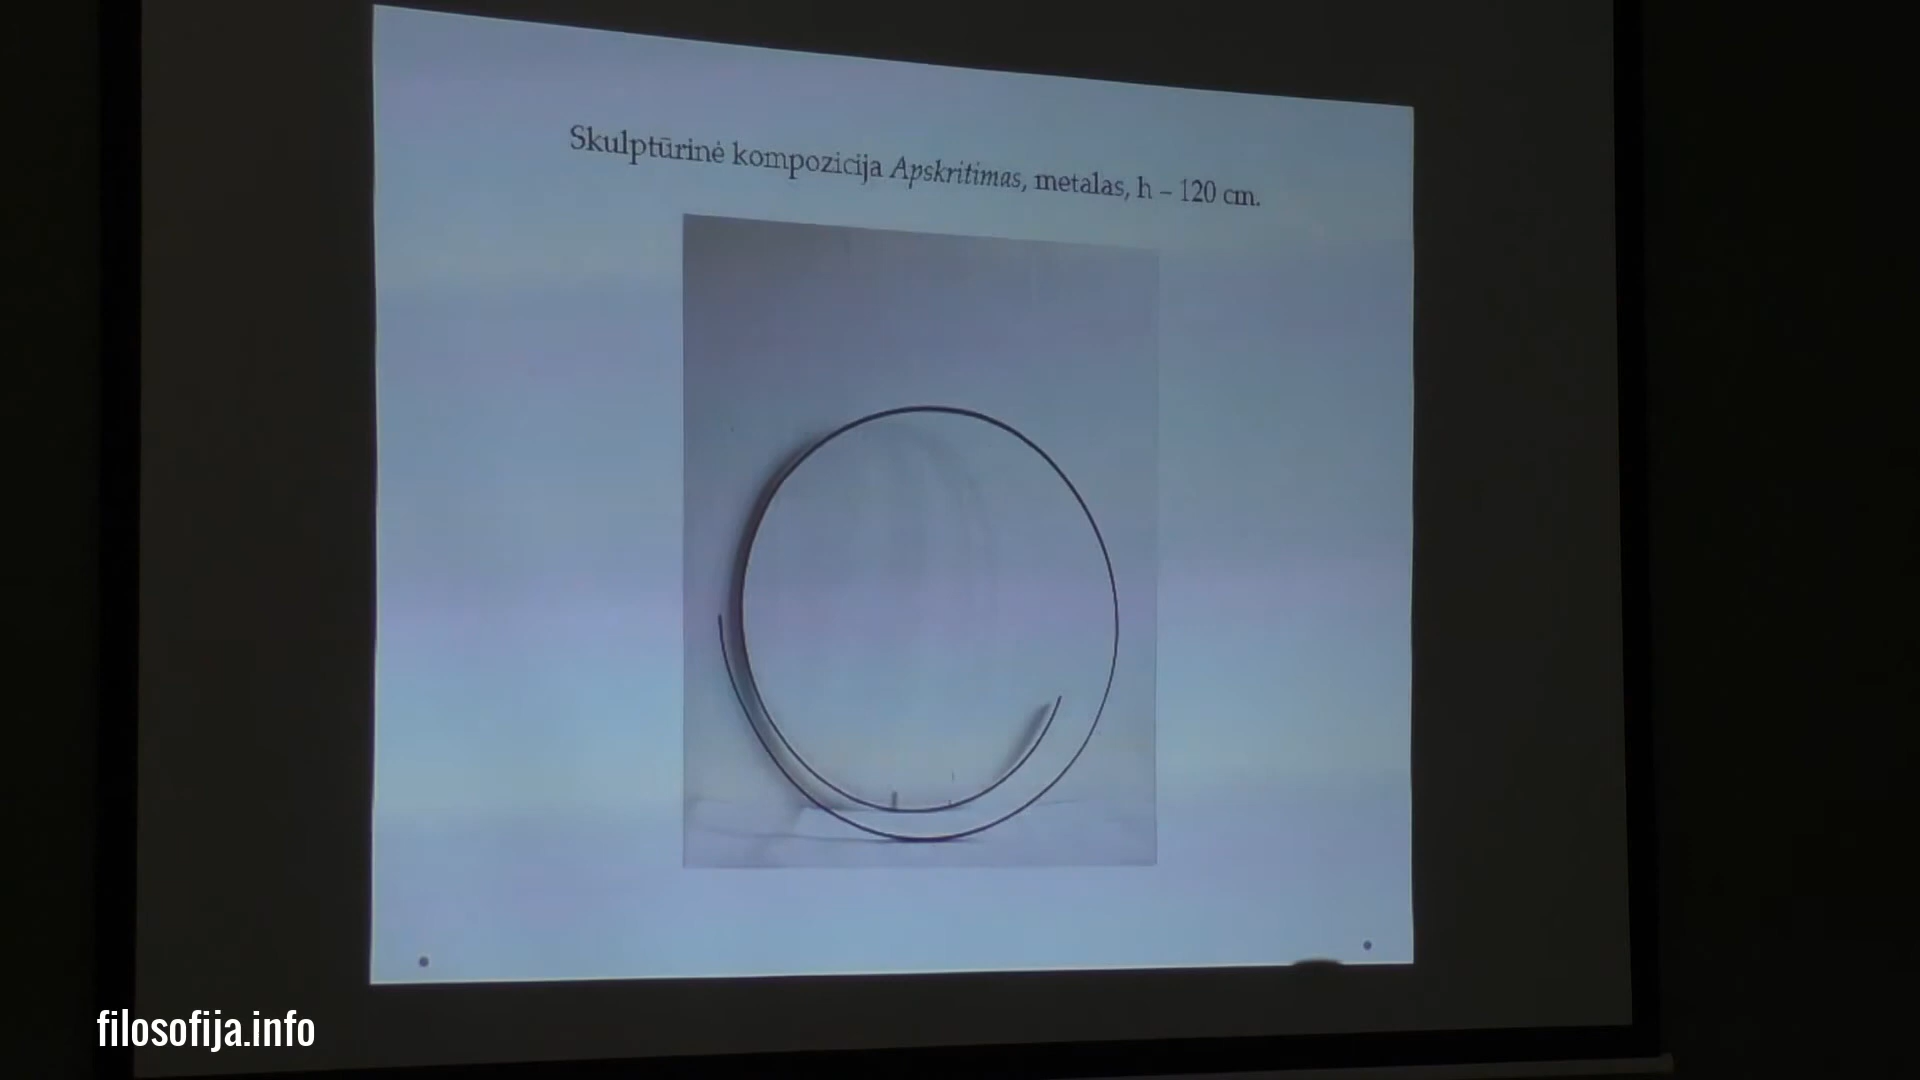 Skulptūrinė kompozicija Apskritimas, metalas, h – 120 cm.
filosofija.info